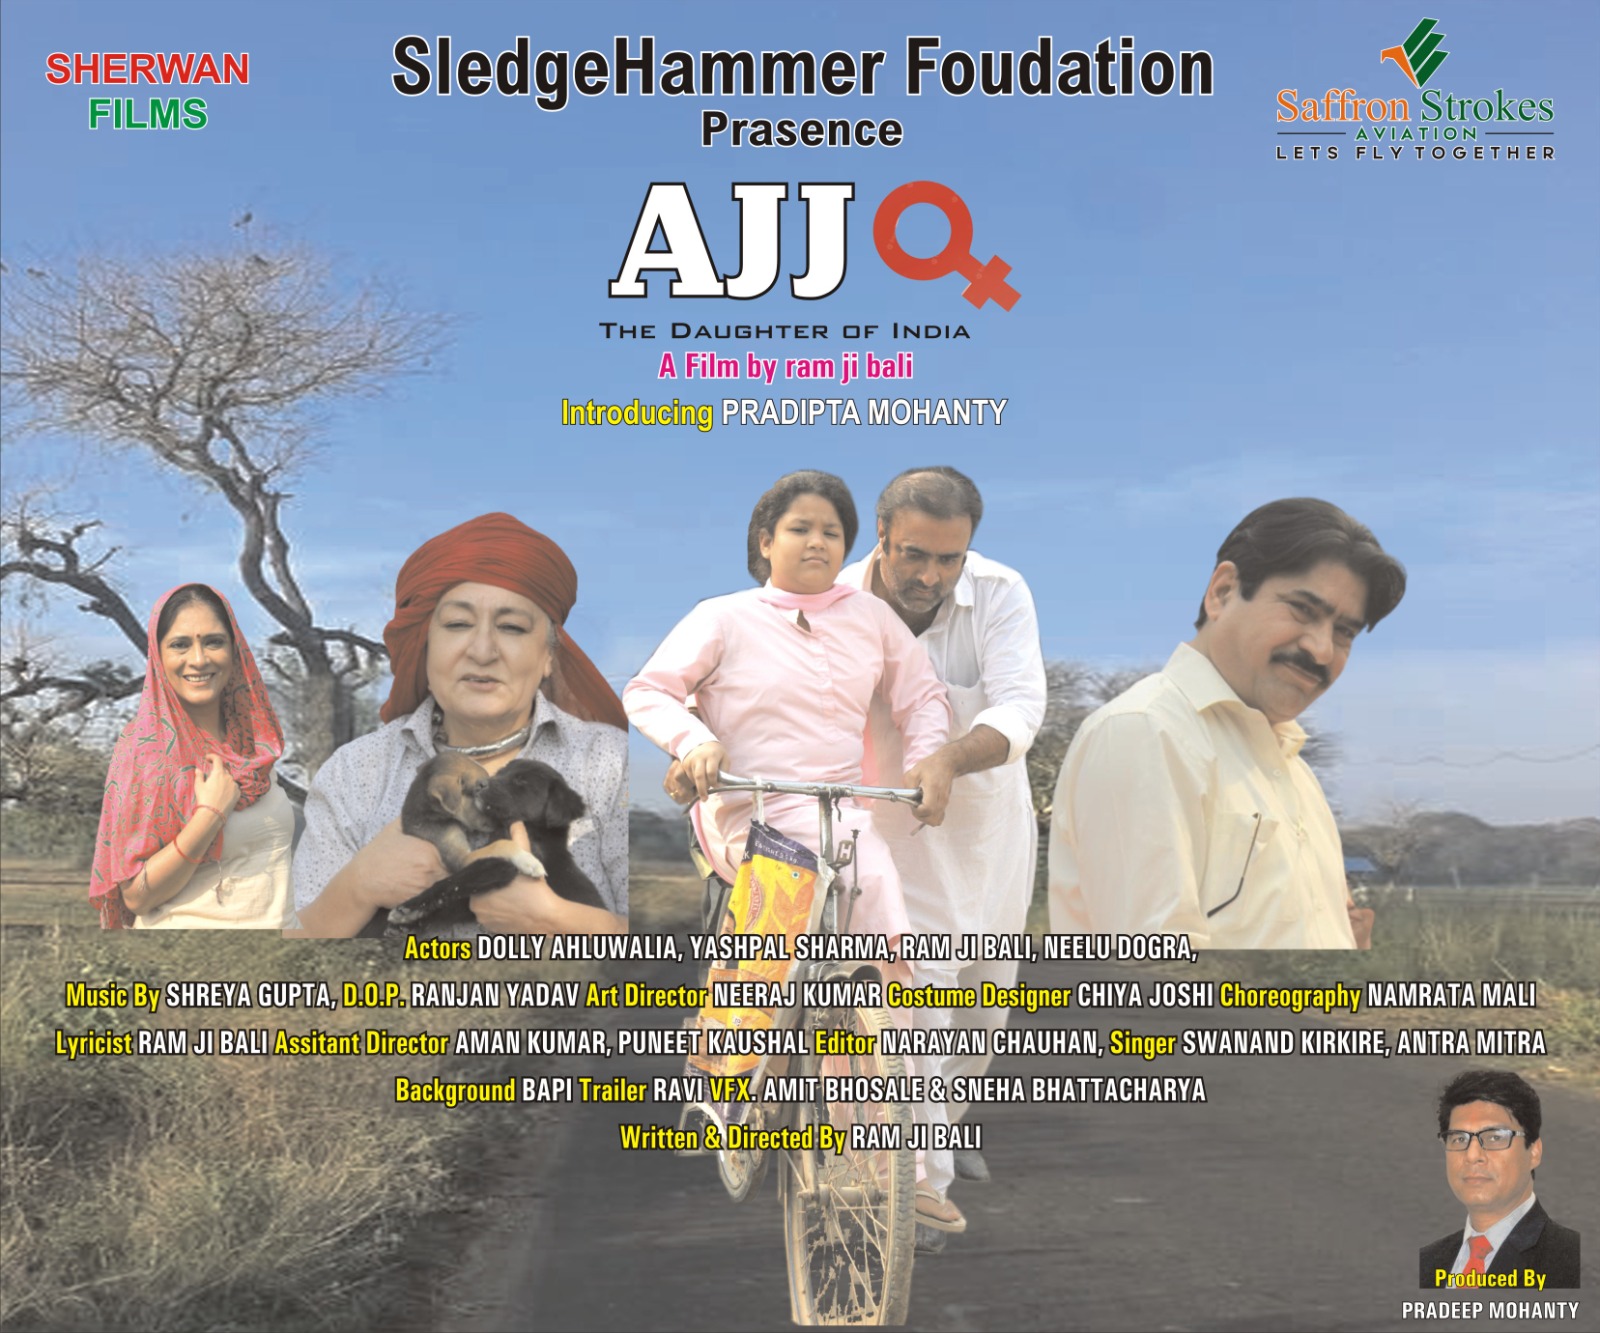 SHERWAN
FILMS
SledgeHammer Foudation
Prasence
Saffron Strokes
AVIATION
LETS FLY TOGETHER
AJJ
THE DAUGHTER OF INDIA
A Film by ram ji bali
Introducing PRADIPTA MOHANTY
Actors DOLLY AHLUWALIA, YASHPAL SHARMA, RAM JI BALI, NEELU DOGRA,
Music By SHREYA GUPTA, D.O.P. RANJAN YADAV Art Director NEERAJ KUMAR Costume Designer CHIYA JOSHI Choreography NAMRATA MALI
Lyricist RAM JI BALI Assitant Director AMAN KUMAR, PUNEET KAUSHAL Editor NARAYAN CHAUHAN, Singer SWANAND KIRKIRE, ANTRA MITRA
Background BAPI Trailer RAVI VFX. AMIT BHOSALE & SNEHA BHATTACHARYA
Written & Directed By RAM JI BALI
Produced By
PRADEEP MOHANTY